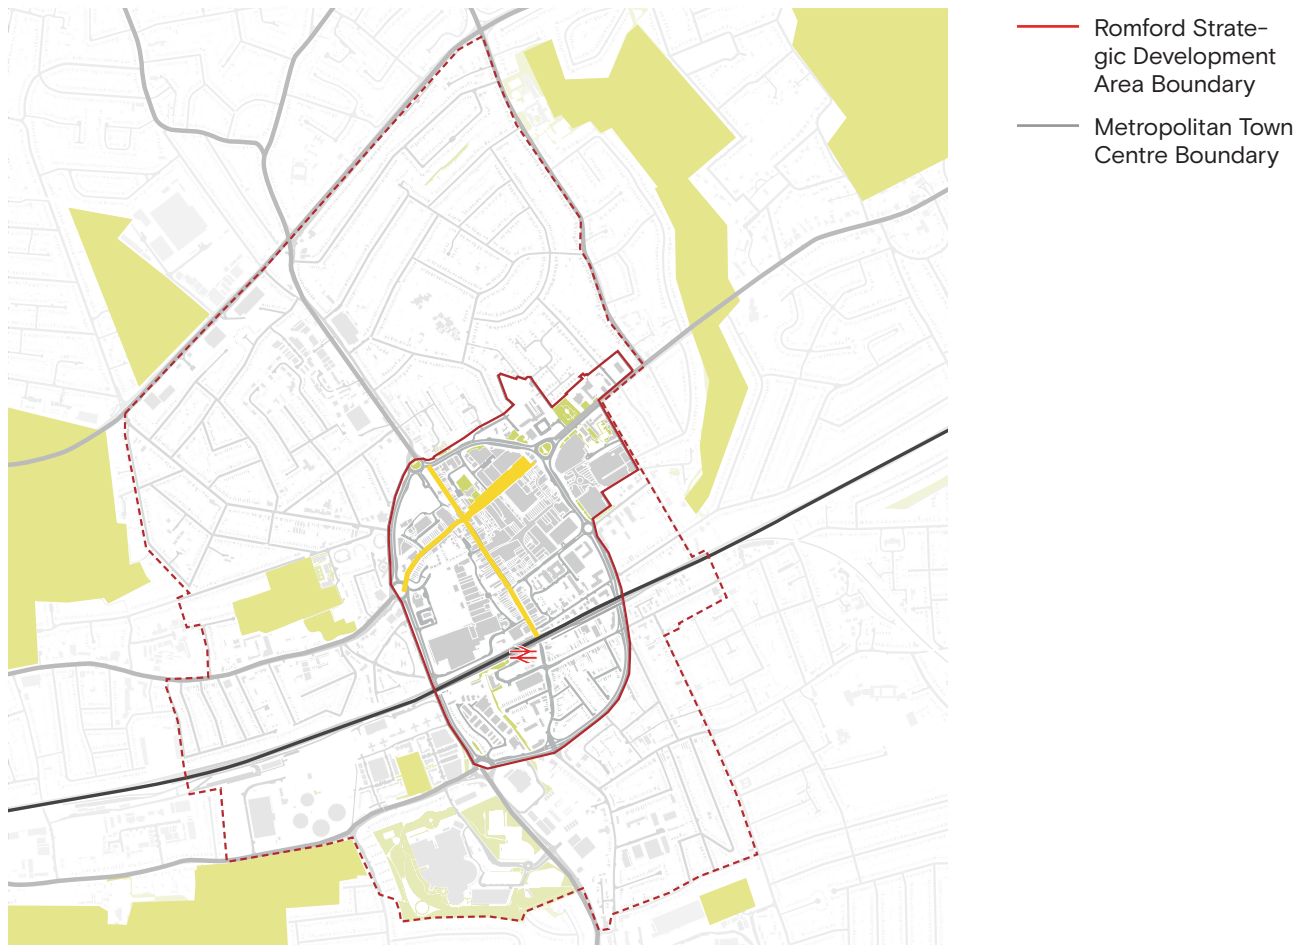 Romford Strate-
gic Development
Area Boundary
Metropolitan Town
Centre Boundary